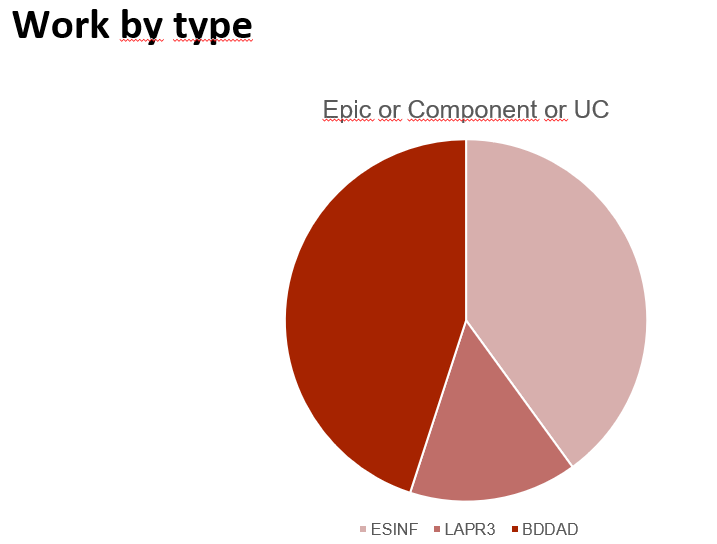 Work by type
Epic or Component or UC
ESINF LAPR3 BDDAD